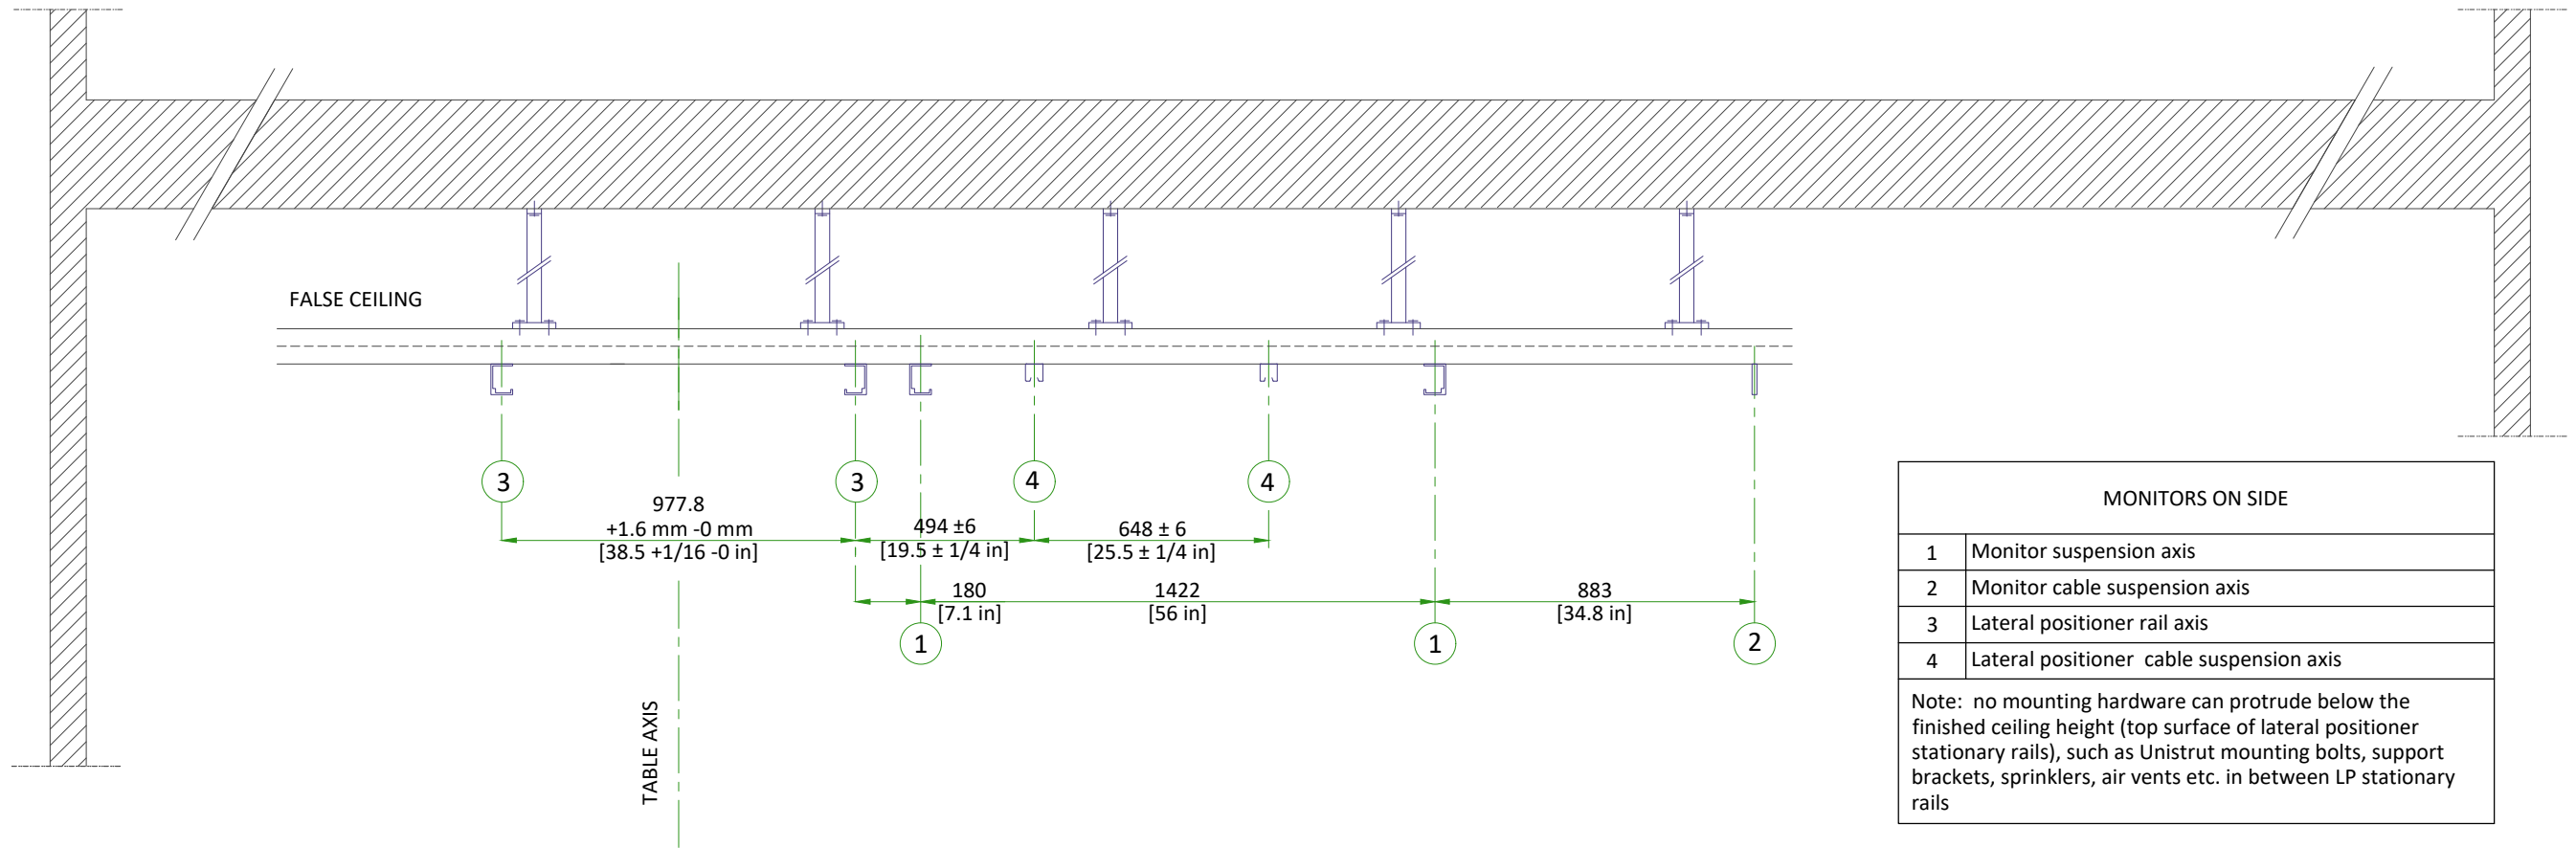 FALSE CEILING
3
3
4
4
977.8
+1.6 mm -0 mm
[38.5 +1/16 -0 in]
494 ±6
[19.5 ± 1/4 in]
648 ± 6
[25.5 ± 1/4 in]
180
[7.1 in]
1422
[56 in]
883
[34.8 in]
1
1
2
TABLE AXIS
MONITORS ON SIDE
1 Monitor suspension axis
2 Monitor cable suspension axis
3 Lateral positioner rail axis
4 Lateral positioner cable suspension axis
Note: no mounting hardware can protrude below the
finished ceiling height (top surface of lateral positioner
stationary rails), such as Unistrut mounting bolts, support
brackets, sprinklers, air vents etc. in between LP stationary
rails